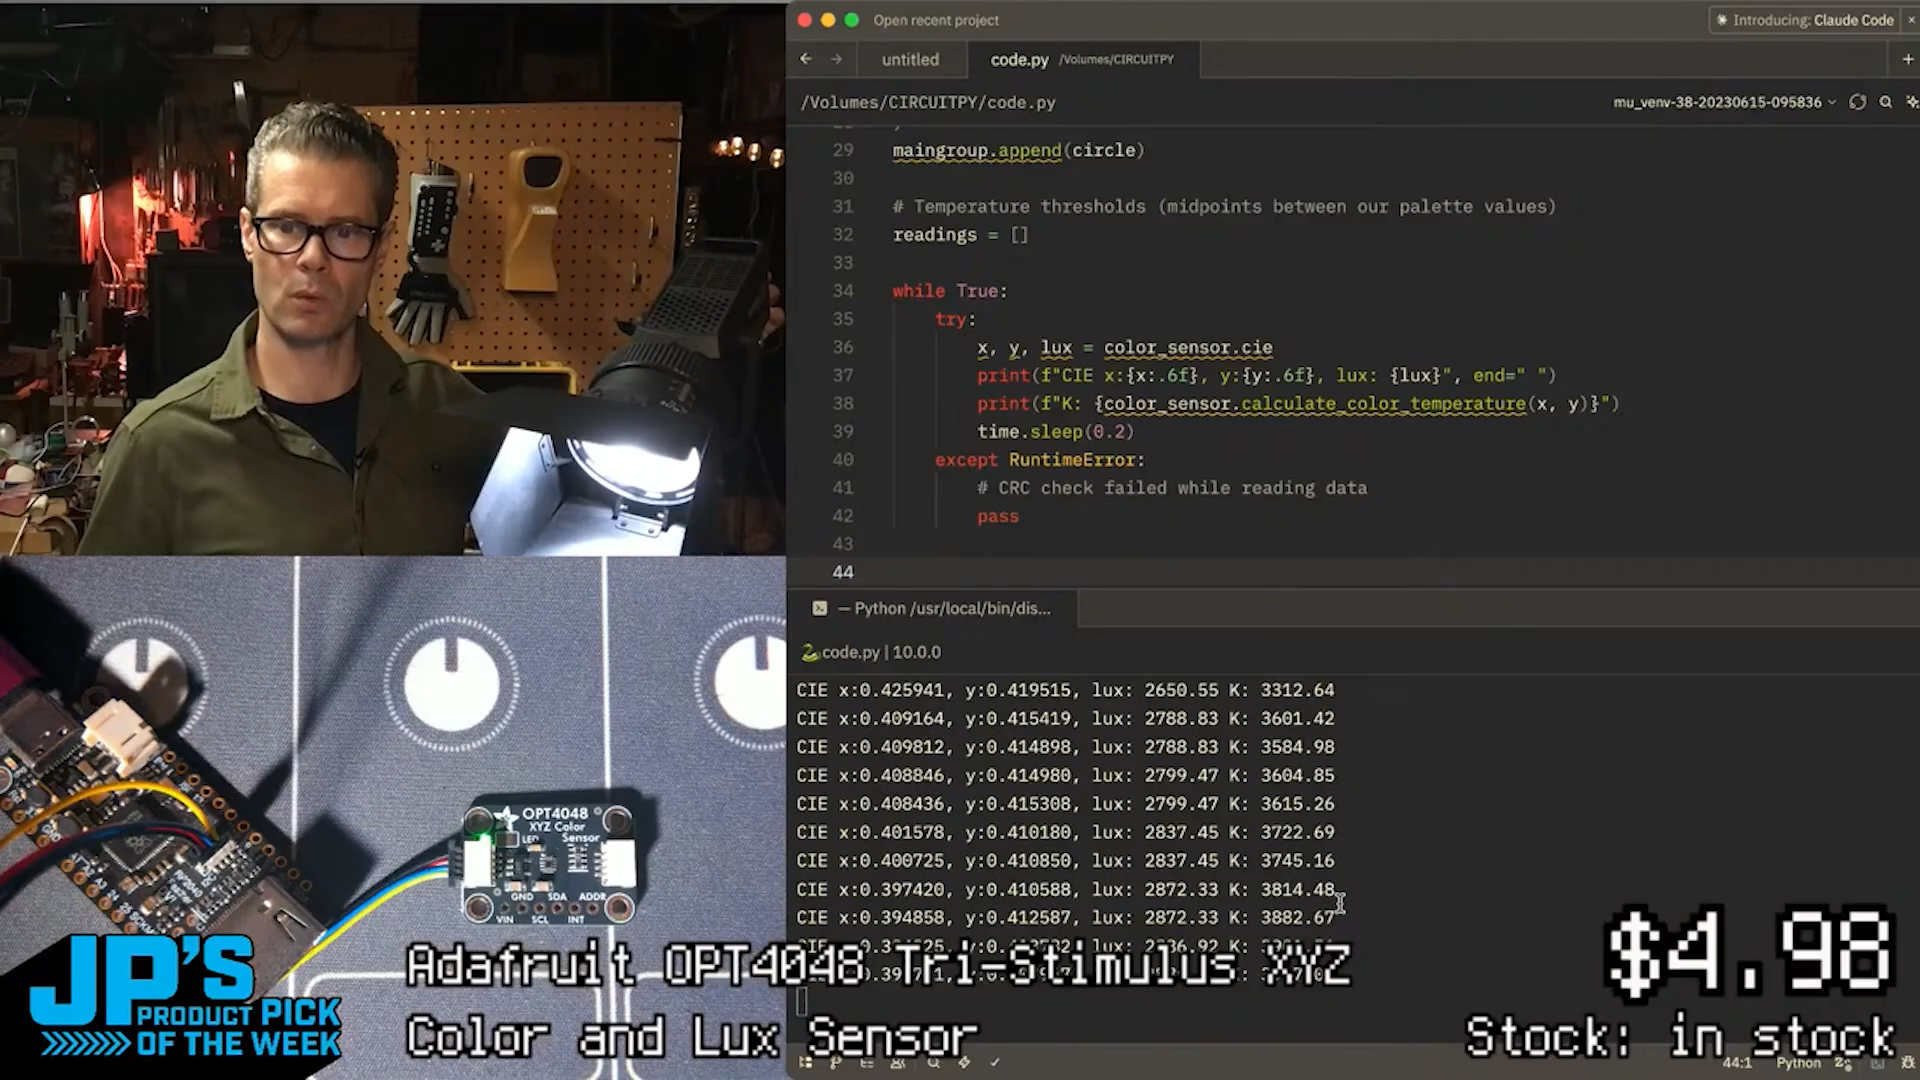 Open recent project
Introducing: Claude Code
untitled
code.py /Volumes/CIRCUITPY
/Volumes/CIRCUITPY/code.py
mu_venv-38-20230615-095836
29 maingroup.append(circle)
30
31 # Temperature thresholds (midpoints between our palette values)
32 readings = []
33
34 while True:
35 try:
36 x, y, lux = color_sensor.cie
37 print(f"CIE x:{x:.6f}, y:{y:.6f}, lux: {lux}", end=" ")
38 print(f"K: {color_sensor.calculate_color_temperature(x, y)}")
39 time.sleep(0.2)
40 except RuntimeError:
41 # CRC check failed while reading data
42 pass
43
44
— Python /usr/local/bin/dis...
code.py | 10.0.0
CIE x:0.425941, y:0.419515, lux: 2650.55 K: 3312.64
CIE x:0.409164, y:0.415419, lux: 2788.83 K: 3601.42
CIE x:0.409812, y:0.414898, lux: 2788.83 K: 3584.98
CIE x:0.408846, y:0.414980, lux: 2799.47 K: 3604.85
CIE x:0.408436, y:0.415308, lux: 2799.47 K: 3615.26
CIE x:0.401578, y:0.410180, lux: 2837.45 K: 3722.69
CIE x:0.400725, y:0.410850, lux: 2837.45 K: 3745.16
CIE x:0.397420, y:0.410588, lux: 2872.33 K: 3814.48
CIE x:0.394858, y:0.412587, lux: 2872.33 K: 3882.67
44:1 Python
OPT4048
XYZ Color
Sensor
LED
GND SDA ADDR
VIN SCL INT
JP'S
PRODUCT PICK
OF THE WEEK
Adafruit OPT4048 Tri-Stimulus XYZ
Color and Lux Sensor
$4.98
Stock: in stock